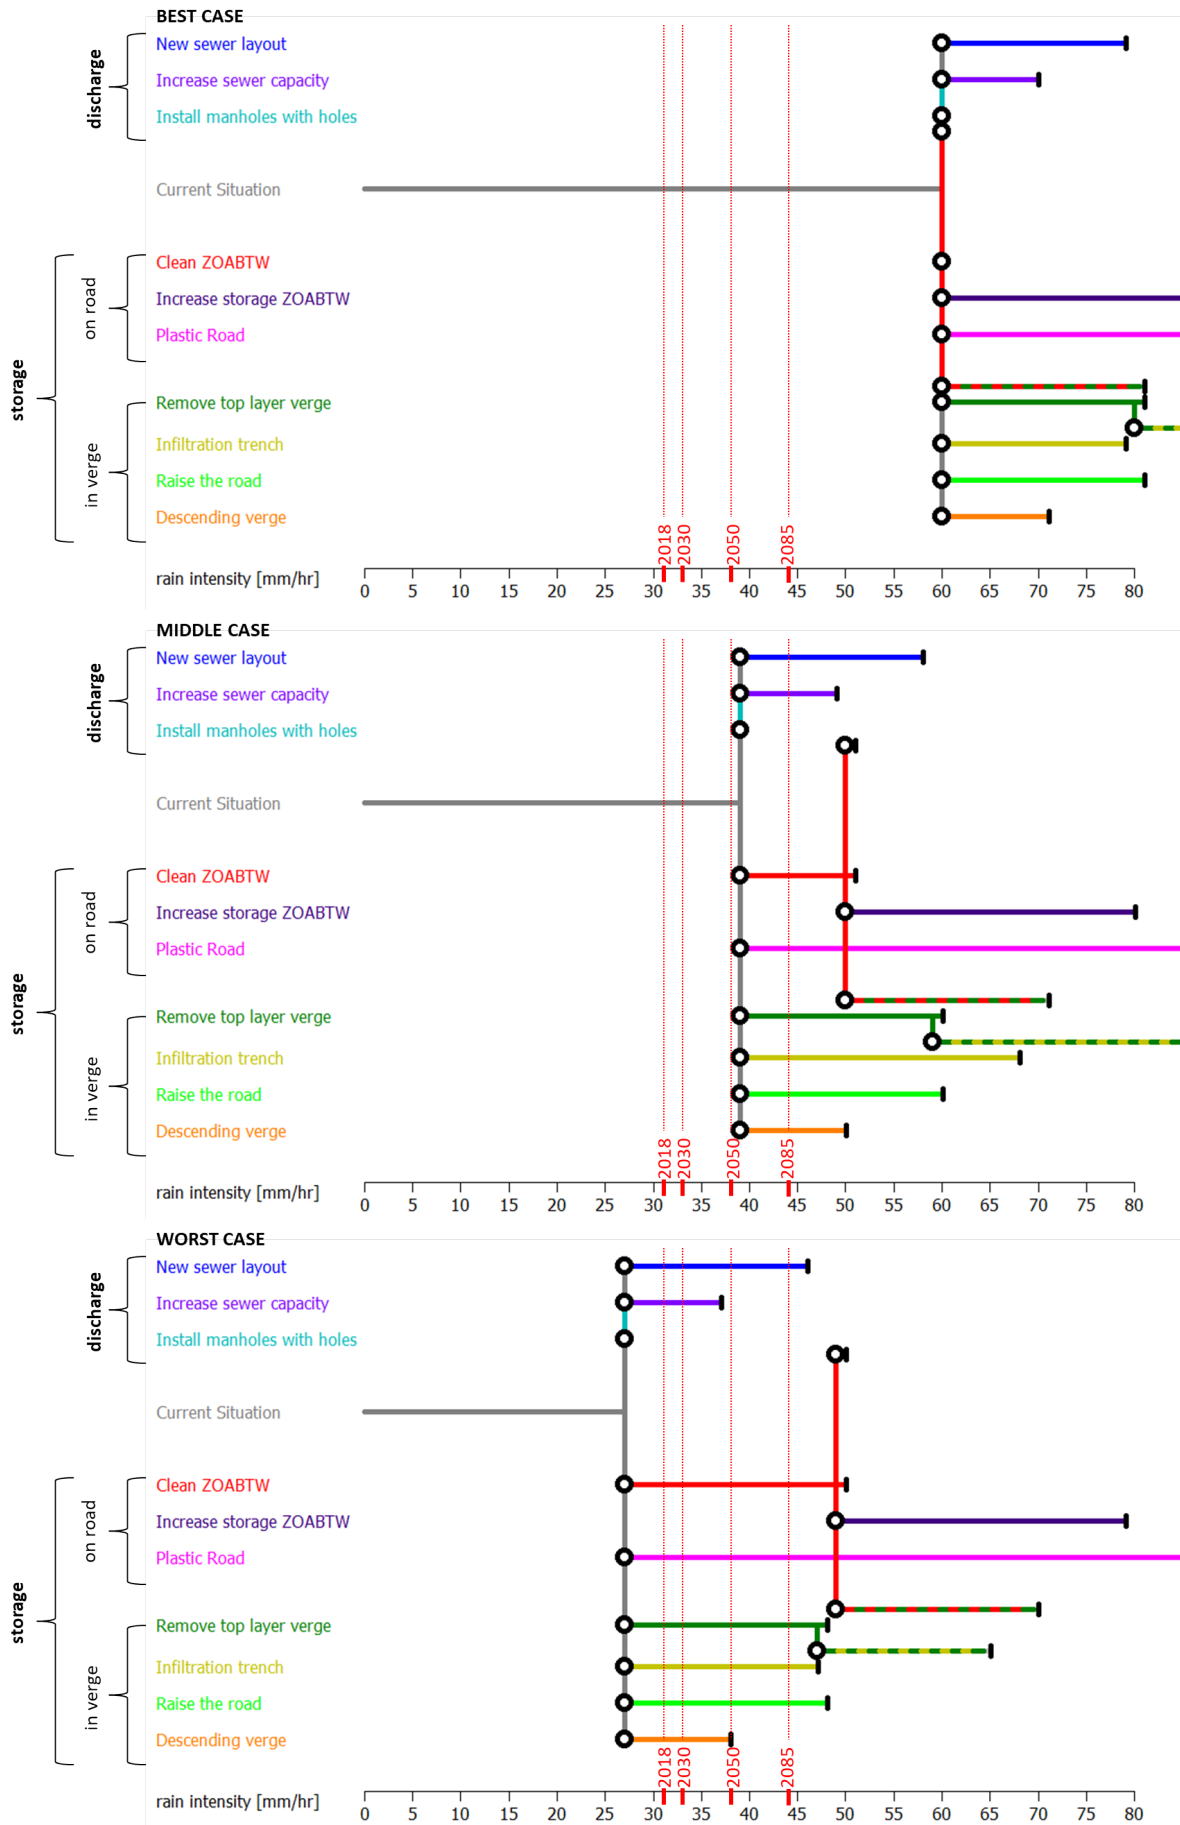 BEST CASE
discharge
New sewer layout
Increase sewer capacity
Install manholes with holes
Current Situation
storage
on road
Clean ZOABTW
Increase storage ZOABTW
Plastic Road
in verge
Remove top layer verge
Infiltration trench
Raise the road
Descending verge
2018 2030 2050 2085
rain intensity [mm/hr]
0 5 10 15 20 25 30 35 40 45 50 55 60 65 70 75 80
MIDDLE CASE
discharge
New sewer layout
Increase sewer capacity
Install manholes with holes
Current Situation
storage
on road
Clean ZOABTW
Increase storage ZOABTW
Plastic Road
in verge
Remove top layer verge
Infiltration trench
Raise the road
Descending verge
2018 2030 2050 2085
rain intensity [mm/hr]
0 5 10 15 20 25 30 35 40 45 50 55 60 65 70 75 80
WORST CASE
discharge
New sewer layout
Increase sewer capacity
Install manholes with holes
Current Situation
storage
on road
Clean ZOABTW
Increase storage ZOABTW
Plastic Road
in verge
Remove top layer verge
Infiltration trench
Raise the road
Descending verge
2018 2030 2050 2085
rain intensity [mm/hr]
0 5 10 15 20 25 30 35 40 45 50 55 60 65 70 75 80